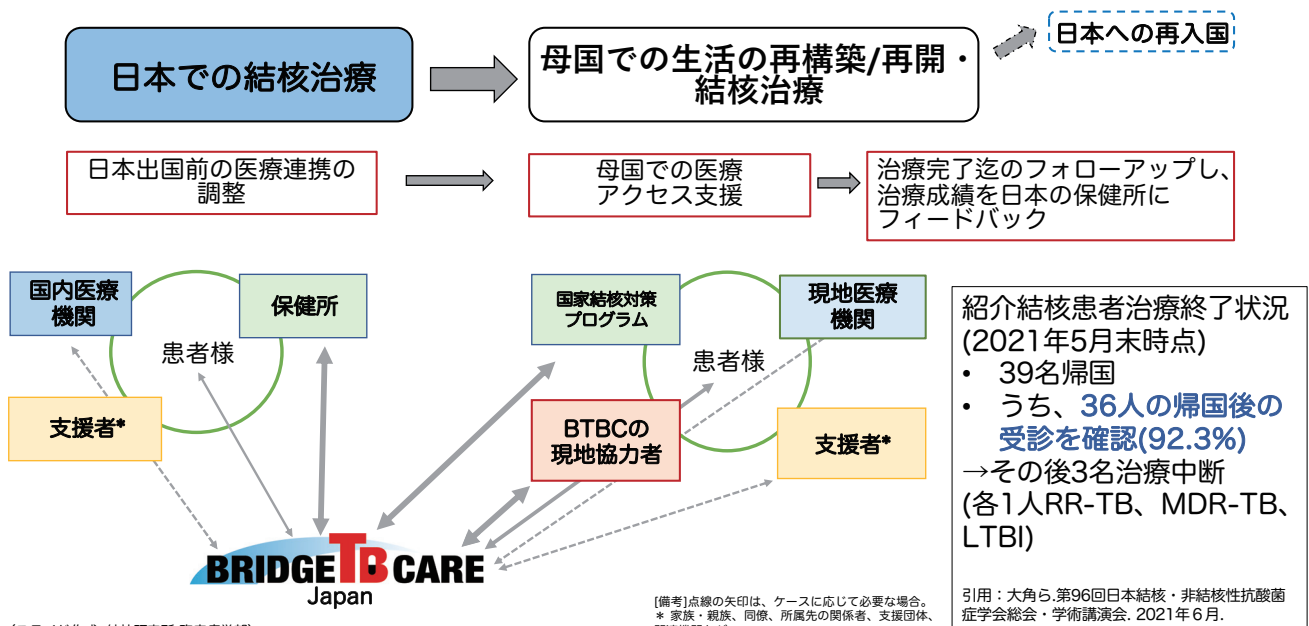 日本での結核治療
母国での生活の再構築/再開・
結核治療
日本への再入国
日本出国前の医療連携の
調整
母国での医療
アクセス支援
治療完了迄のフォローアップし、
治療成績を日本の保健所に
フィードバック
国内医療
機関
保健所
患者様
支援者*
国家結核対策
プログラム
現地医療
機関
患者様
BTBCの
現地協力者
支援者*
BRIDGE TB CARE
Japan
紹介結核患者治療終了状況
(2021年5月末時点)
• 39名帰国
• うち、36人の帰国後の
受診を確認(92.3%)
→その後3名治療中断
(各1人RR-TB、MDR-TB、
LTBI)
引用：大角ら.第96回日本結核・非結核性抗酸菌
症学会総会・学術講演会. 2021年６月.
[備考]点線の矢印は、ケースに応じて必要な場合。
* 家族・親族、同僚、所属先の関係者、支援団体、